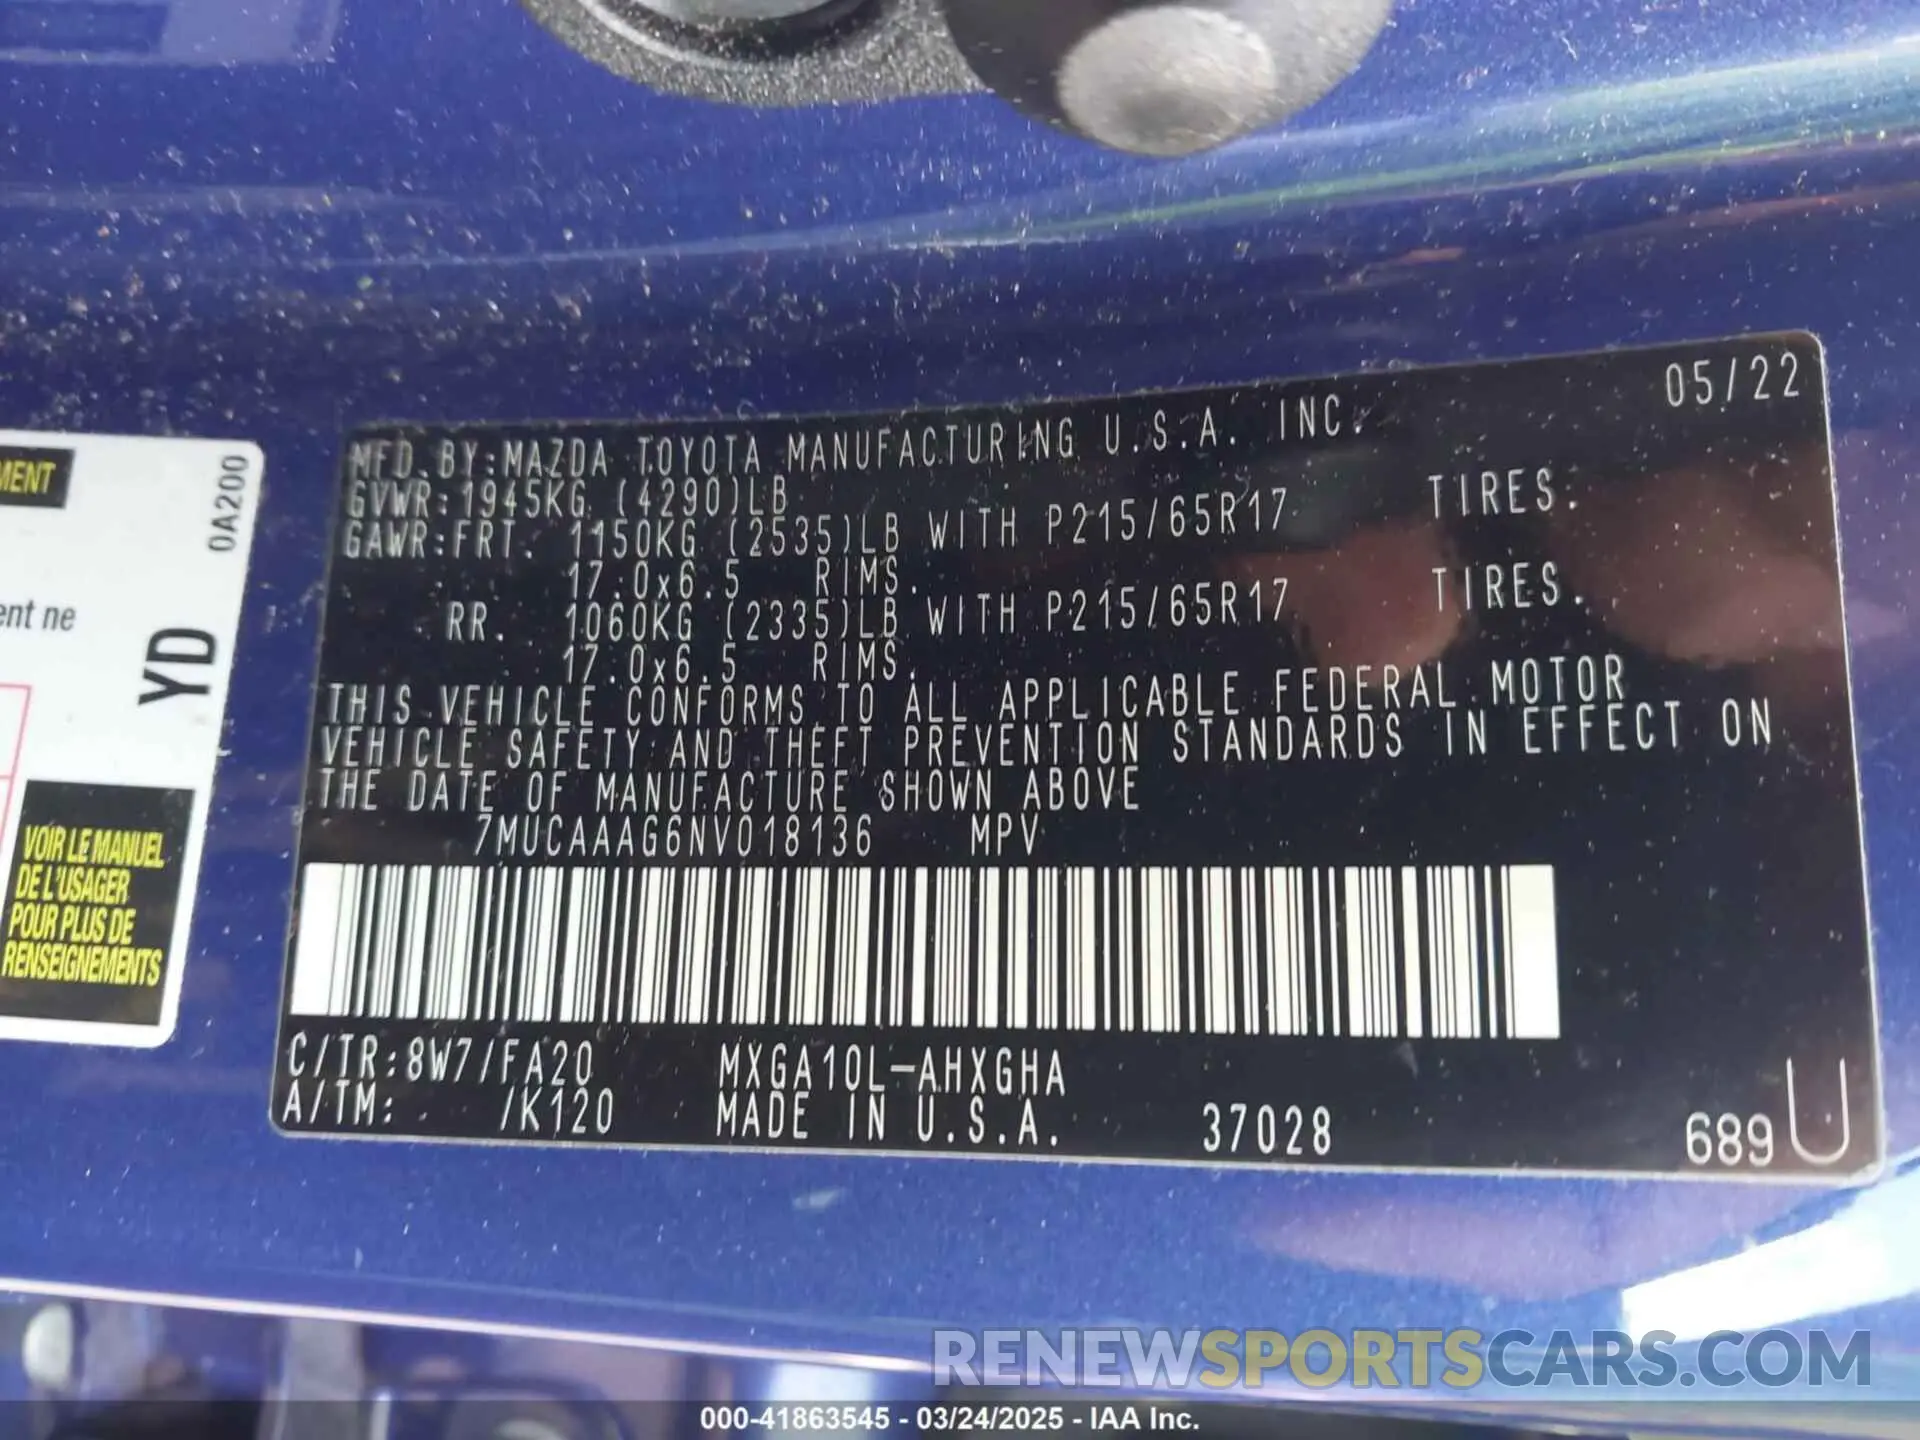 MENT
0A200
ent ne
YD
VOIR LE MANUEL
DE L'USAGER
POUR PLUS DE
RENSEIGNEMENTS
05/22
MFD. BY: MAZDA TOYOTA MANUFACTURING U.S.A. INC.
GVWR: 1945KG (4290)LB
GAWR: FRT. 1150KG (2535)LB WITH P215/65R17 TIRES.
17.0x6.5 RIMS.
RR. 1060KG (2335)LB WITH P215/65R17 TIRES.
17.0x6.5 RIMS.
THIS VEHICLE CONFORMS TO ALL APPLICABLE FEDERAL MOTOR
VEHICLE SAFETY AND THEFT PREVENTION STANDARDS IN EFFECT ON
THE DATE OF MANUFACTURE SHOWN ABOVE
7MUCAAAG6NV018136 MPV
C/TR: 8W7/FA20 MXGA10L-AHXGHA
A/TM: /K120 MADE IN U.S.A. 37028 689 U
RENEWSPORTSCARS.COM
000-41863545 - 03/24/2025 - IAA Inc.